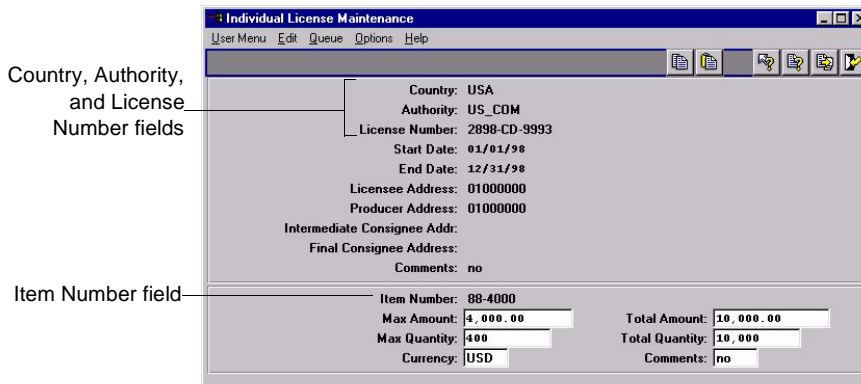 Individual License Maintenance
User Menu Edit Queue Options Help
Country, Authority,
and License
Number fields
Country: USA
Authority: US_COM
License Number: 2898-CD-9993
Start Date: 01/01/98
End Date: 12/31/98
Licensee Address: 01000000
Producer Address: 01000000
Intermediate Consignee Addr:
Final Consignee Address:
Comments: no
Item Number field
Item Number: 88-4000
Max Amount: 4,000.00 Total Amount: 10,000.00
Max Quantity: 400 Total Quantity: 10,000
Currency: USD Comments: no